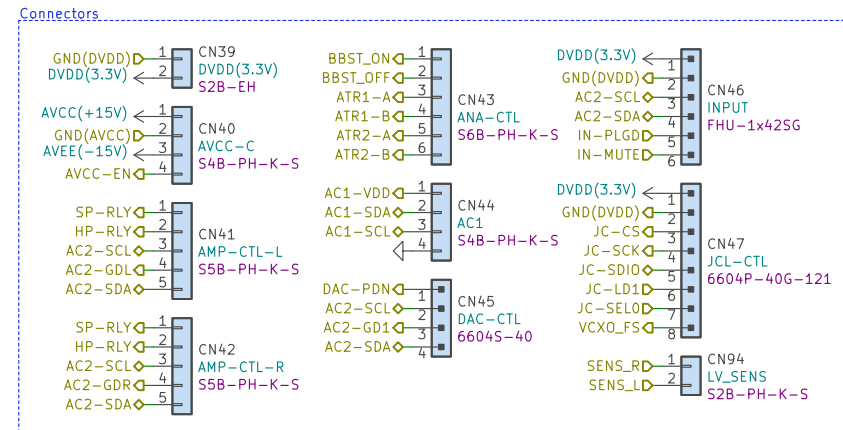 Connectors
GND(DVDD) 1 CN39
DVDD(3.3V) 2 DVDD(3.3V)
S2B-EH
AVCC(+15V) 1
GND(AVCC) 2 CN40
AVEE(-15V) 3 AVCC-C
AVCC-EN 4 S4B-PH-K-S
SP-RLY 1
HP-RLY 2 CN41
AC2-SCL 3 AMP-CTL-L
AC2-GDL 4 S5B-PH-K-S
AC2-SDA 5
SP-RLY 1
HP-RLY 2 CN42
AC2-SCL 3 AMP-CTL-R
AC2-GDR 4 S5B-PH-K-S
AC2-SDA 5
BBST_ON 1
BBST_OFF 2
ATR1-A 3 CN43
ATR1-B 4 ANA-CTL
ATR2-A 5 S6B-PH-K-S
ATR2-B 6
AC1-VDD 1
AC1-SDA 2 CN44
AC1-SCL 3 AC1
4 S4B-PH-K-S
DAC-PDN 1 CN45
AC2-SCL 2 DAC-CTL
AC2-GD1 3 6604S-40
AC2-SDA 4
DVDD(3.3V) 1
GND(DVDD) 2 CN46
AC2-SCL 3 INPUT
AC2-SDA 4 FHU-1x42SG
IN-PLGD 5
IN-MUTE 6
DVDD(3.3V) 1
GND(DVDD) 2
JC-CS 3 CN47
JC-SCK 4 JCL-CTL
JC-SDIO 5 6604P-40G-121
JC-LD1 6
JC-SEL0 7
VCXO_FS 8
SENS_R 1 CN94
SENS_L 2 LV_SENS
S2B-PH-K-S